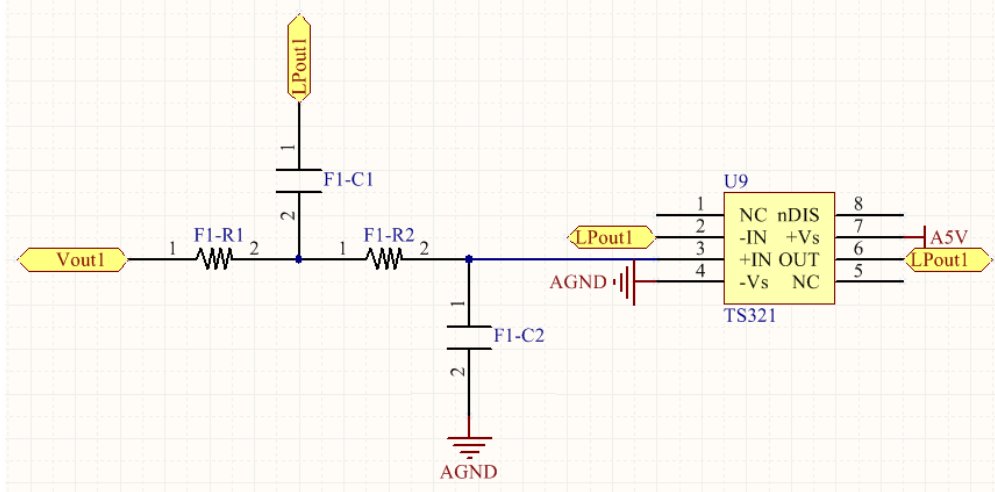 LPout1
1
F1-C1
2
F1-R1
1 2
F1-R2
1 2
Vout1
1
F1-C2
2
AGND
U9
1 NC nDIS 8
LPout1 2 -IN +Vs 7 A5V
3 +IN OUT 6 LPout1
AGND 4 -Vs NC 5
TS321